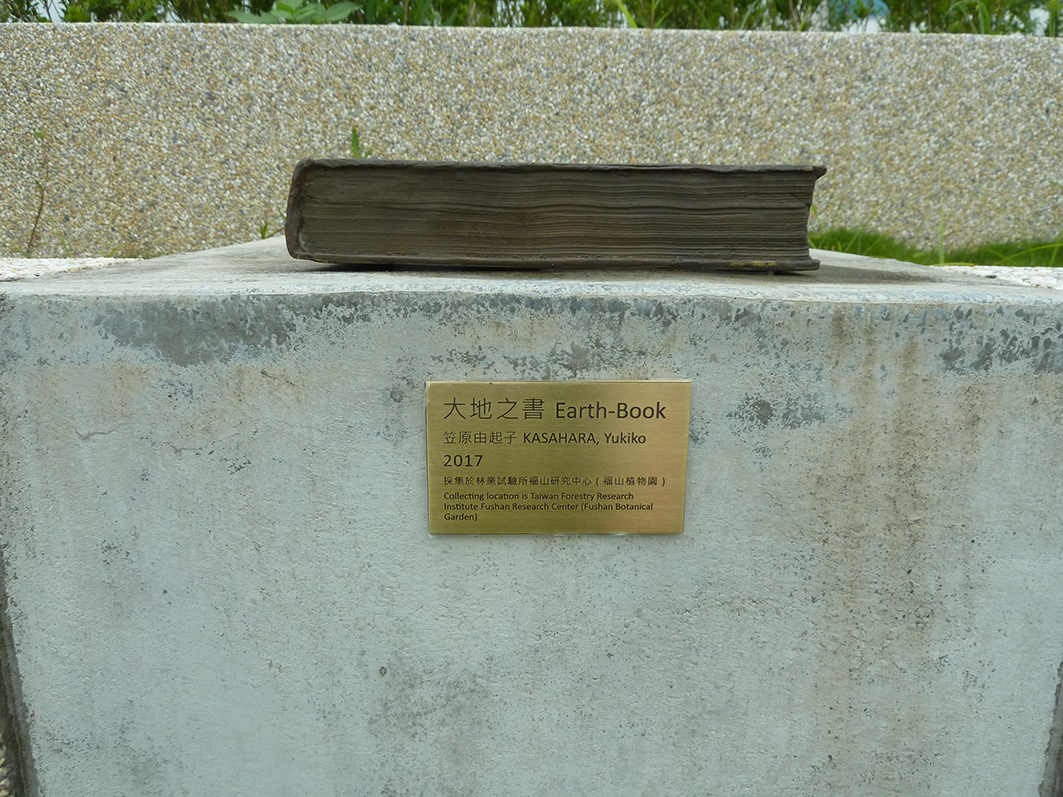 大地之書 Earth-Book
笠原由起子 KASAHARA, Yukiko
2017
採集於林業試驗所福山研究中心（福山植物園）
Collecting location is Taiwan Forestry Research
Institute Fushan Research Center (Fushan Botanical
Garden)